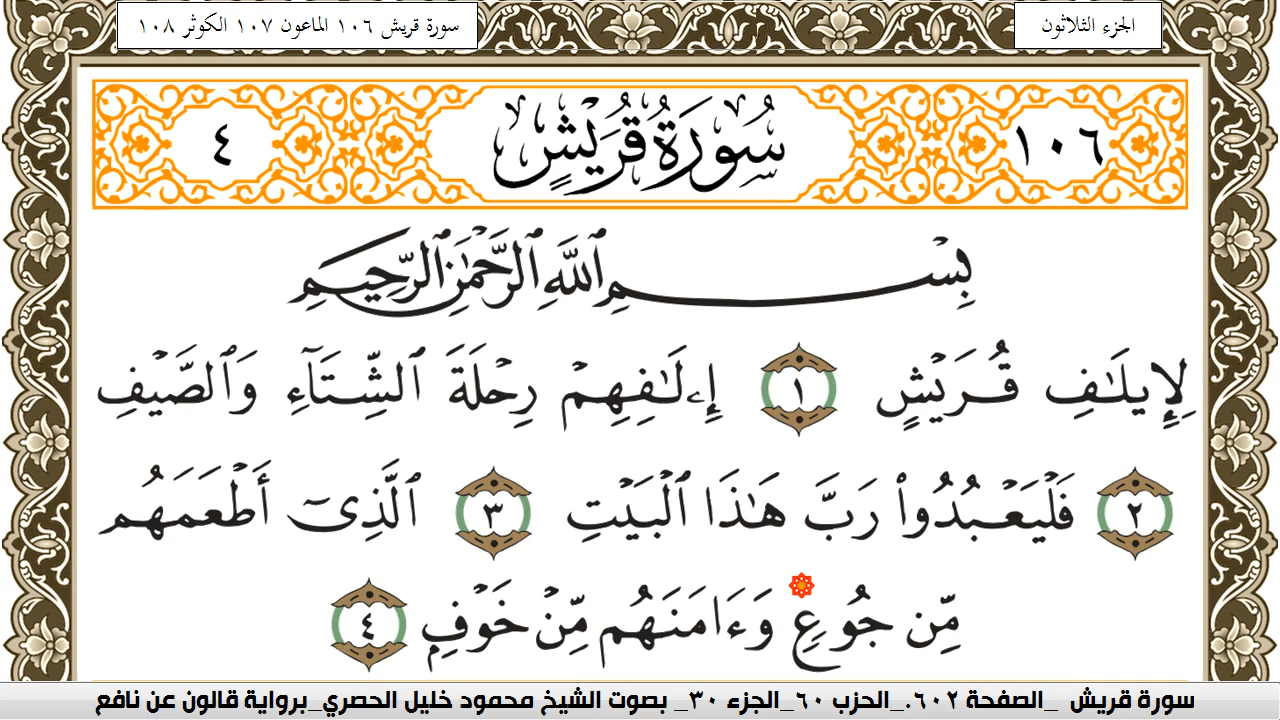 الجزء الثلاثون
سورة قريش ١٠٦ الماعون ١٠٧ الكوثر ١٠٨
١٠٦ سُورَةُ قُرَيْشٍ ٤
بِسْمِ ٱللَّهِ ٱلرَّحْمَٰنِ ٱلرَّحِيمِ
لِإِيلَٰفِ قُرَيْشٍ ١ إِۦلَٰفِهِمْ رِحْلَةَ ٱلشِّتَآءِ وَٱلصَّيْفِ
٢ فَلْيَعْبُدُوا۟ رَبَّ هَٰذَا ٱلْبَيْتِ ٣ ٱلَّذِىٓ أَطْعَمَهُم
مِّن جُوعٍ وَءَامَنَهُم مِّنْ خَوْفٍ ٤
سورة قريش _الصفحة ٦٠٢._الحزب ٦٠_الجزء ٣٠_ بصوت الشيخ محمود خليل الحصري_برواية قالون عن نافع